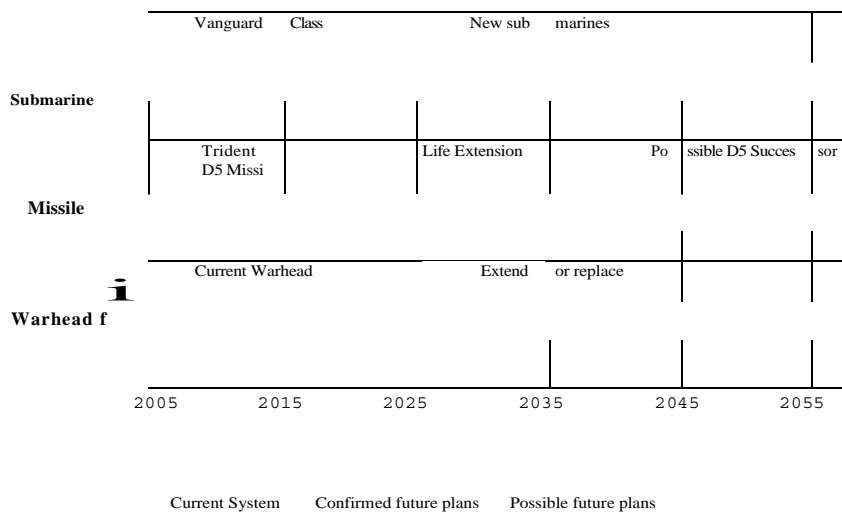 Vanguard Class New sub marines
Submarine
Trident Life Extension Po ssible D5 Succes sor
D5 Missi
Missile
Current Warhead Extend or replace
i
Warhead f
2005 2015 2025 2035 2045 2055
Current System Confirmed future plans Possible future plans